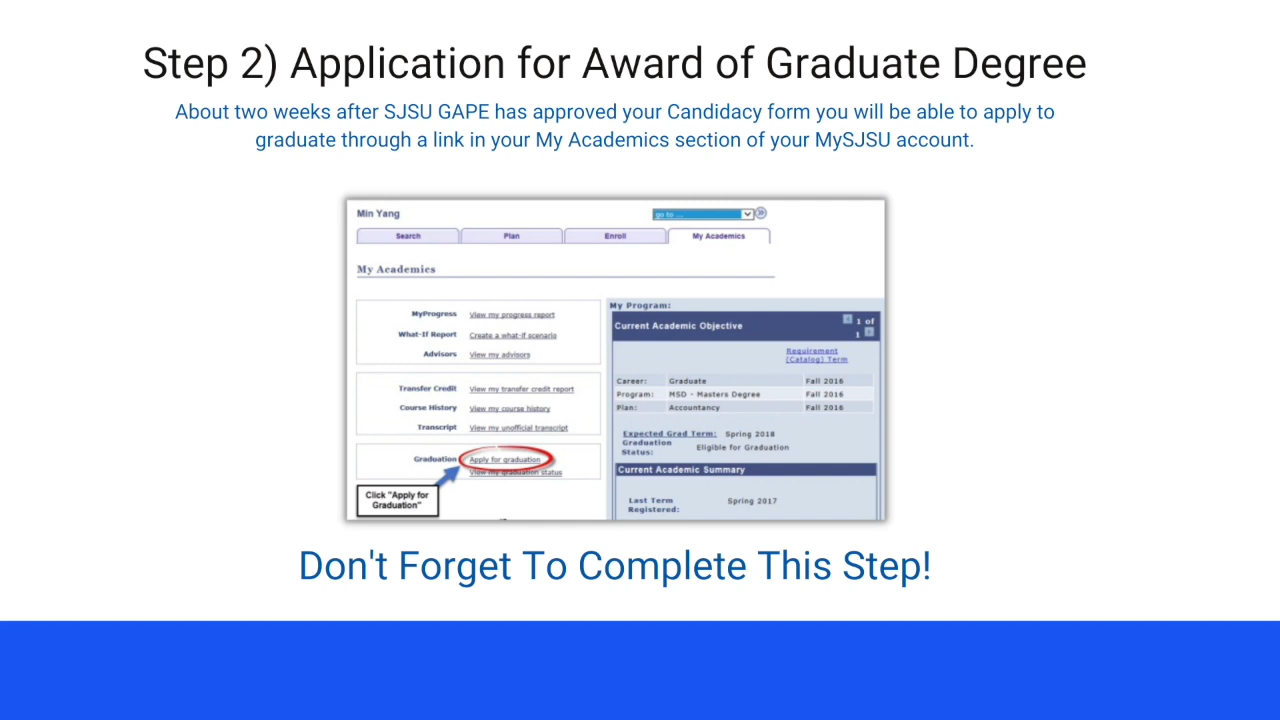 Step 2) Application for Award of Graduate Degree
About two weeks after SJSU GAPE has approved your Candidacy form you will be able to apply to
graduate through a link in your My Academics section of your MySJSU account.
Min Yang
go to ...
Search Plan Enroll My Academics
My Academics
MyProgress View my progress report
What-If Report Create a what-if scenario
Advisors View my advisors
Transfer Credit View my transfer credit report
Course History View my course history
Transcript View my unofficial transcript
Graduation Apply for graduation
View my graduation status
Click "Apply for
Graduation"
My Program:
Current Academic Objective
1 of
1
Requirement
(Catalog) Term
Career: Graduate Fall 2016
Program: MSD - Masters Degree Fall 2016
Plan: Accountancy Fall 2016
Expected Grad Term: Spring 2018
Graduation
Status: Eligible for Graduation
Current Academic Summary
Last Term
Registered: Spring 2017
Don't Forget To Complete This Step!